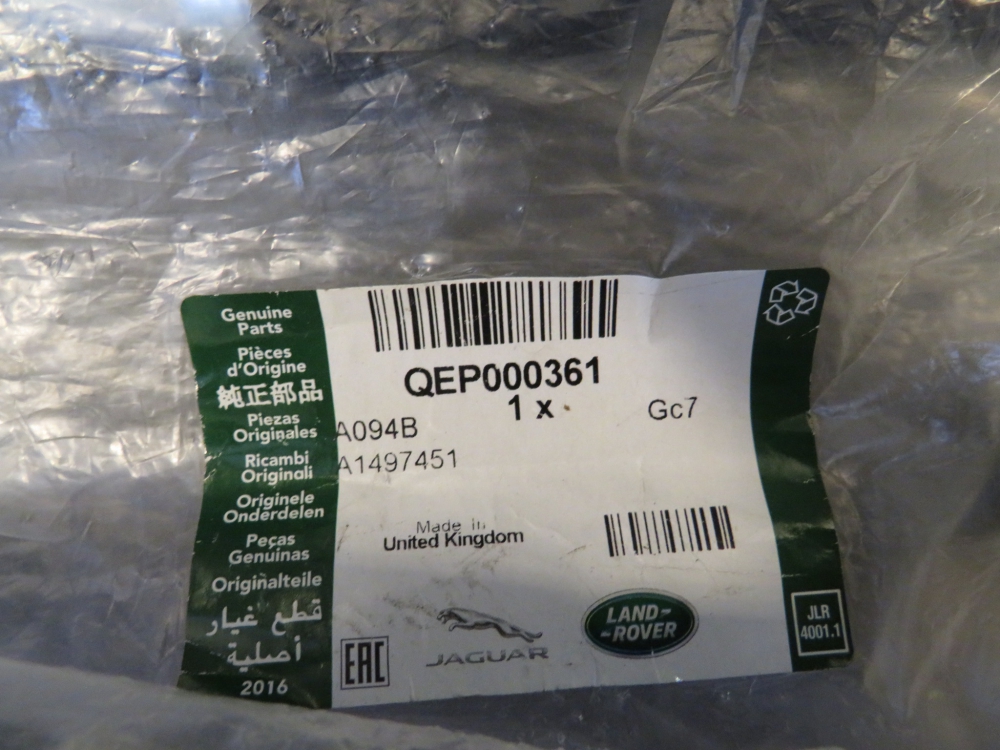 Genuine
Parts
Pièces
d'Origine
純正部品
Piezas
Originales
Ricambi
Originali
Originele
Onderdelen
Peças
Genuinas
Originalteile
قطع غيار
أصلية
2016
QEP000361
1 x
Gc7
A094B
A1497451
Made in
United Kingdom
EAC
JAGUAR
LAND-
-ROVER
JLR
4001.1